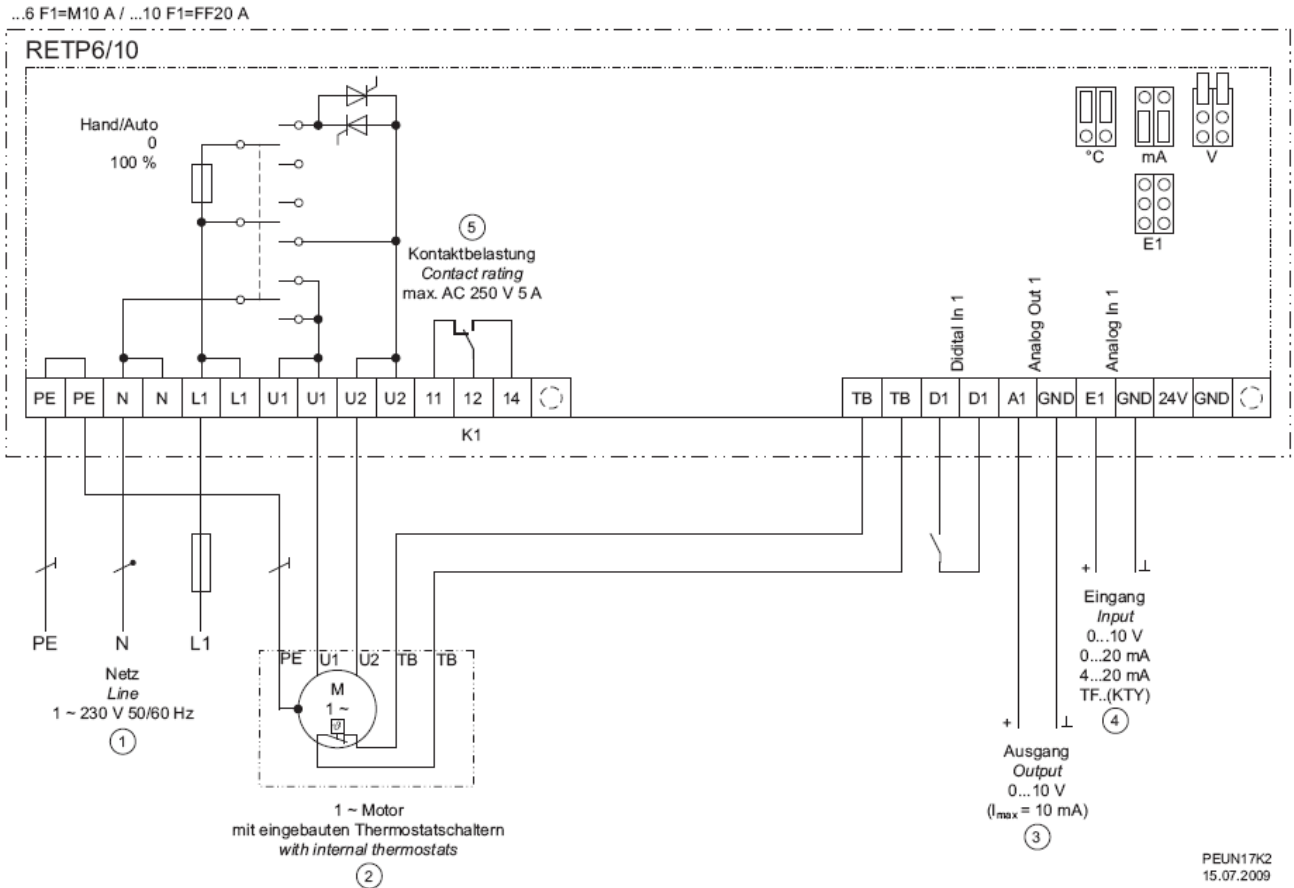 ...6 F1=M10 A / ...10 F1=FF20 A
RETP6/10
Hand/Auto
0
100 %
5
Kontaktbelastung
Contact rating
max. AC 250 V 5 A
°C
mA
V
E1
Didital In 1
Analog Out 1
Analog In 1
PE PE N N L1 L1 U1 U1 U2 U2 11 12 14
K1
TB TB D1 D1 A1 GND E1 GND 24V GND
PE
N
L1
Netz
Line
1 ~ 230 V 50/60 Hz
1
PE U1 U2 TB TB
M
1 ~
ϑ
1 ~ Motor
mit eingebauten Thermostatschaltern
with internal thermostats
2
+ ⊥
Ausgang
Output
0...10 V
(Imax = 10 mA)
3
+ ⊥
Eingang
Input
0...10 V
0...20 mA
4...20 mA
TF..(KTY)
4
PEUN17K2
15.07.2009